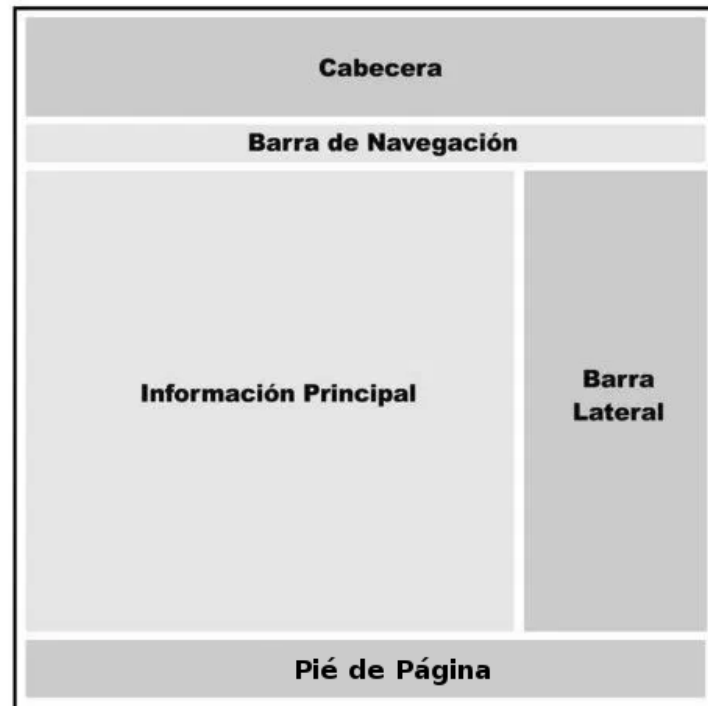 Cabecera
Barra de Navegación
Información Principal
Barra
Lateral
Pié de Página